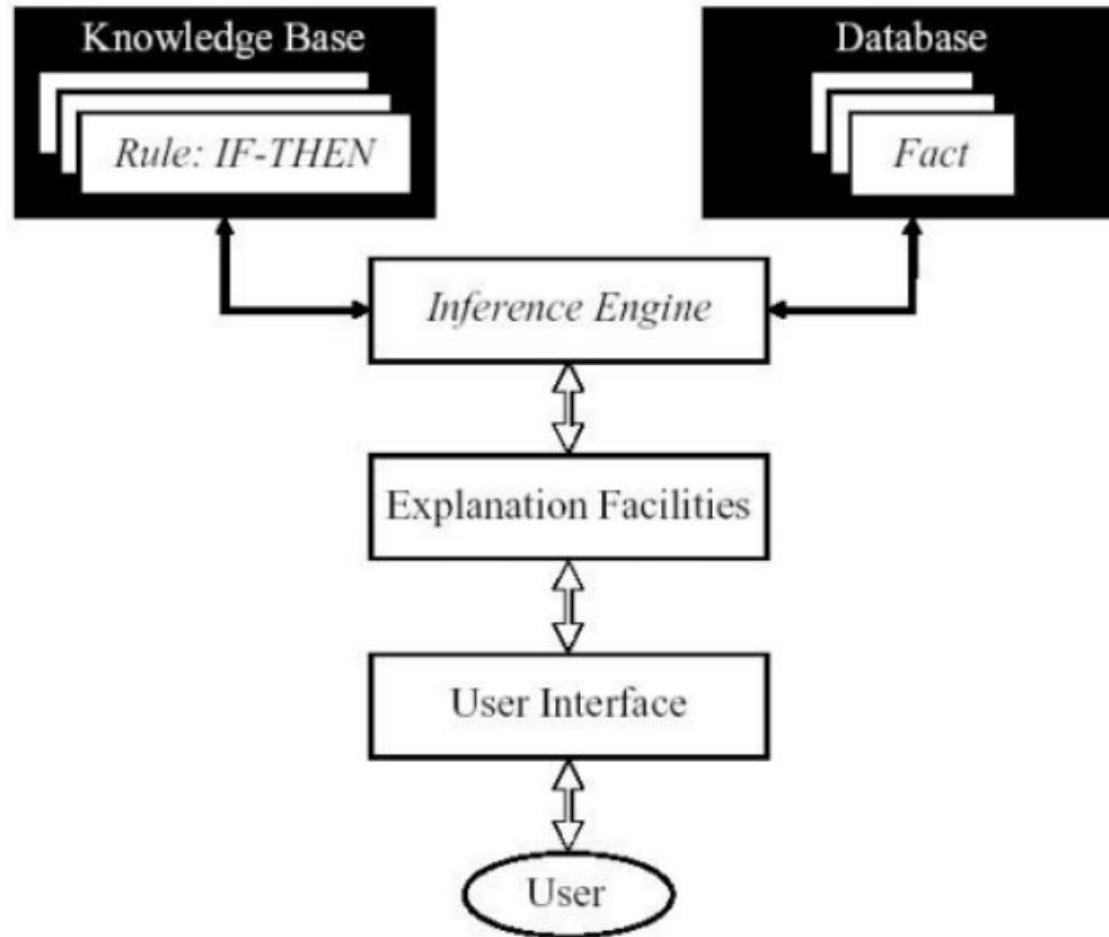 Knowledge Base
Database
Rule: IF-THEN
Fact
Inference Engine
Explanation Facilities
User Interface
User